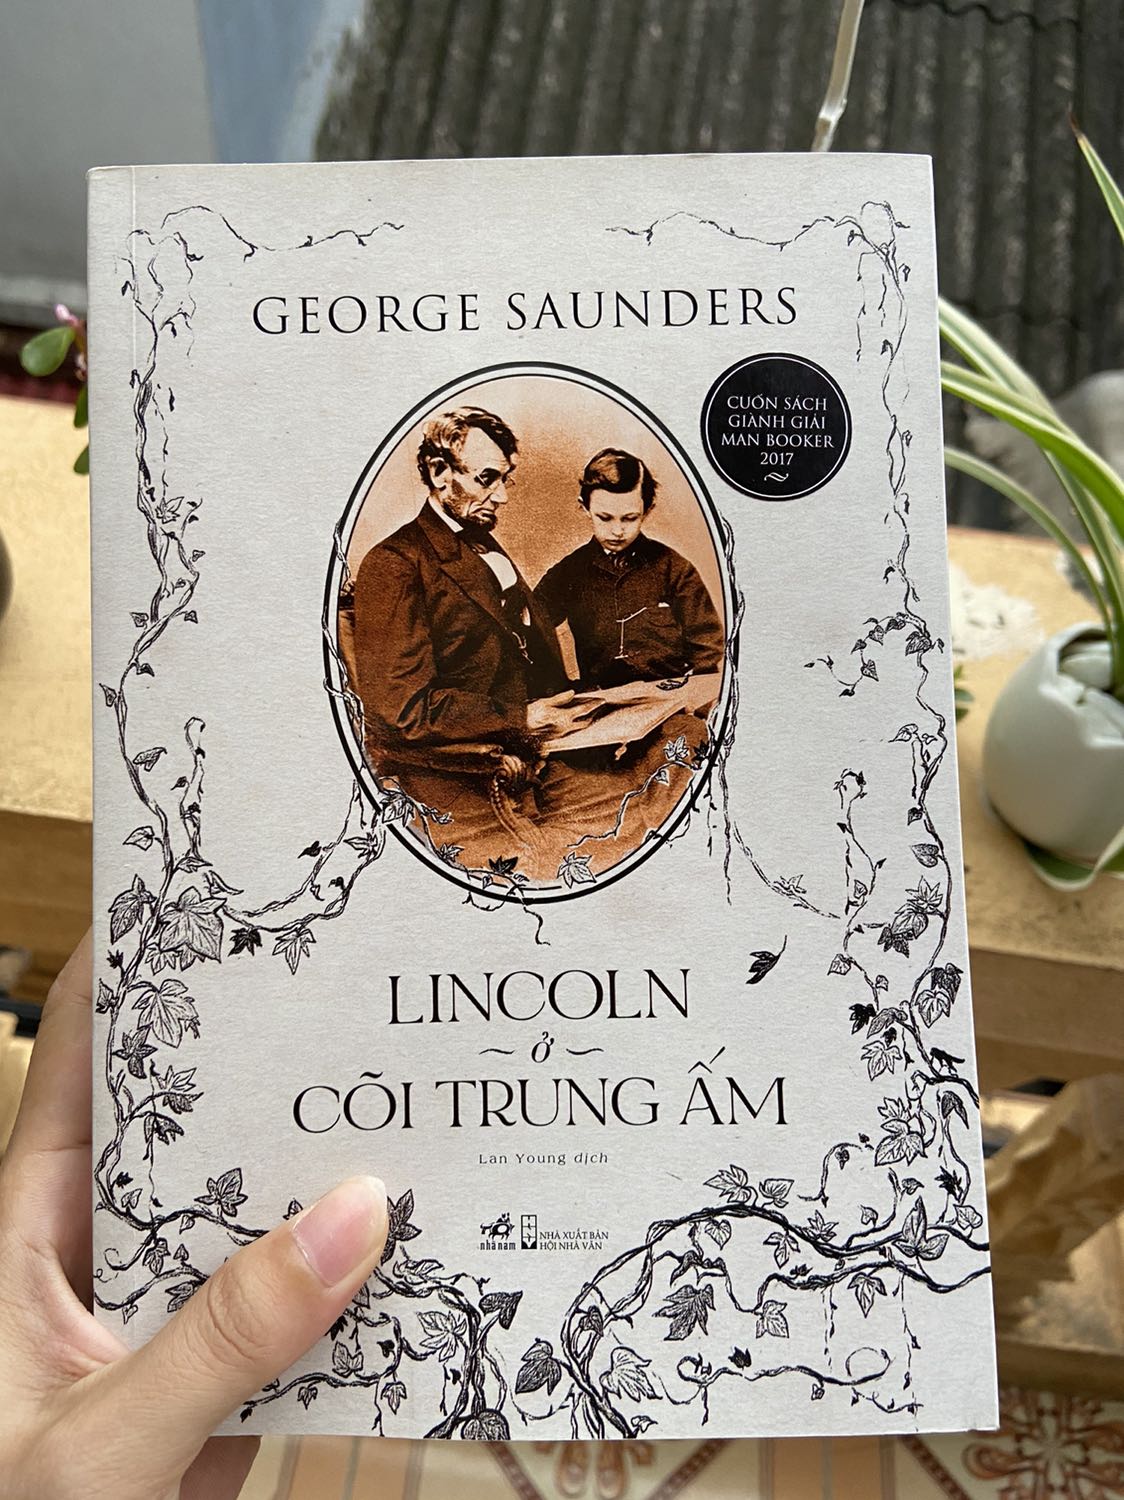 GEORGE SAUNDERS
CUỐN SÁCH
GIÀNH GIẢI
MAN BOOKER
2017
LINCOLN
ở
CÕI TRUNG ẤM
Lan Young dịch
nhã nam
NHÀ XUẤT BẢN
HỘI NHÀ VĂN